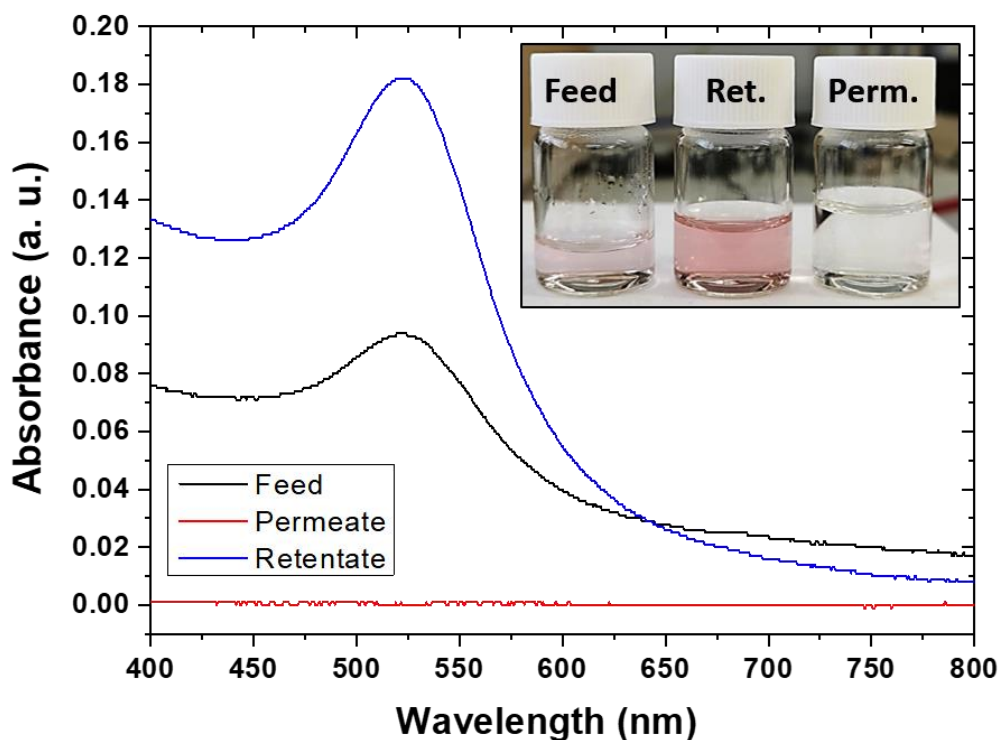 0.20
0.18
0.16
0.14
0.12
0.10
0.08
0.06
0.04
0.02
0.00
Absorbance (a. u.)
Feed Ret. Perm.
Feed
Permeate
Retentate
400 450 500 550 600 650 700 750 800
Wavelength (nm)